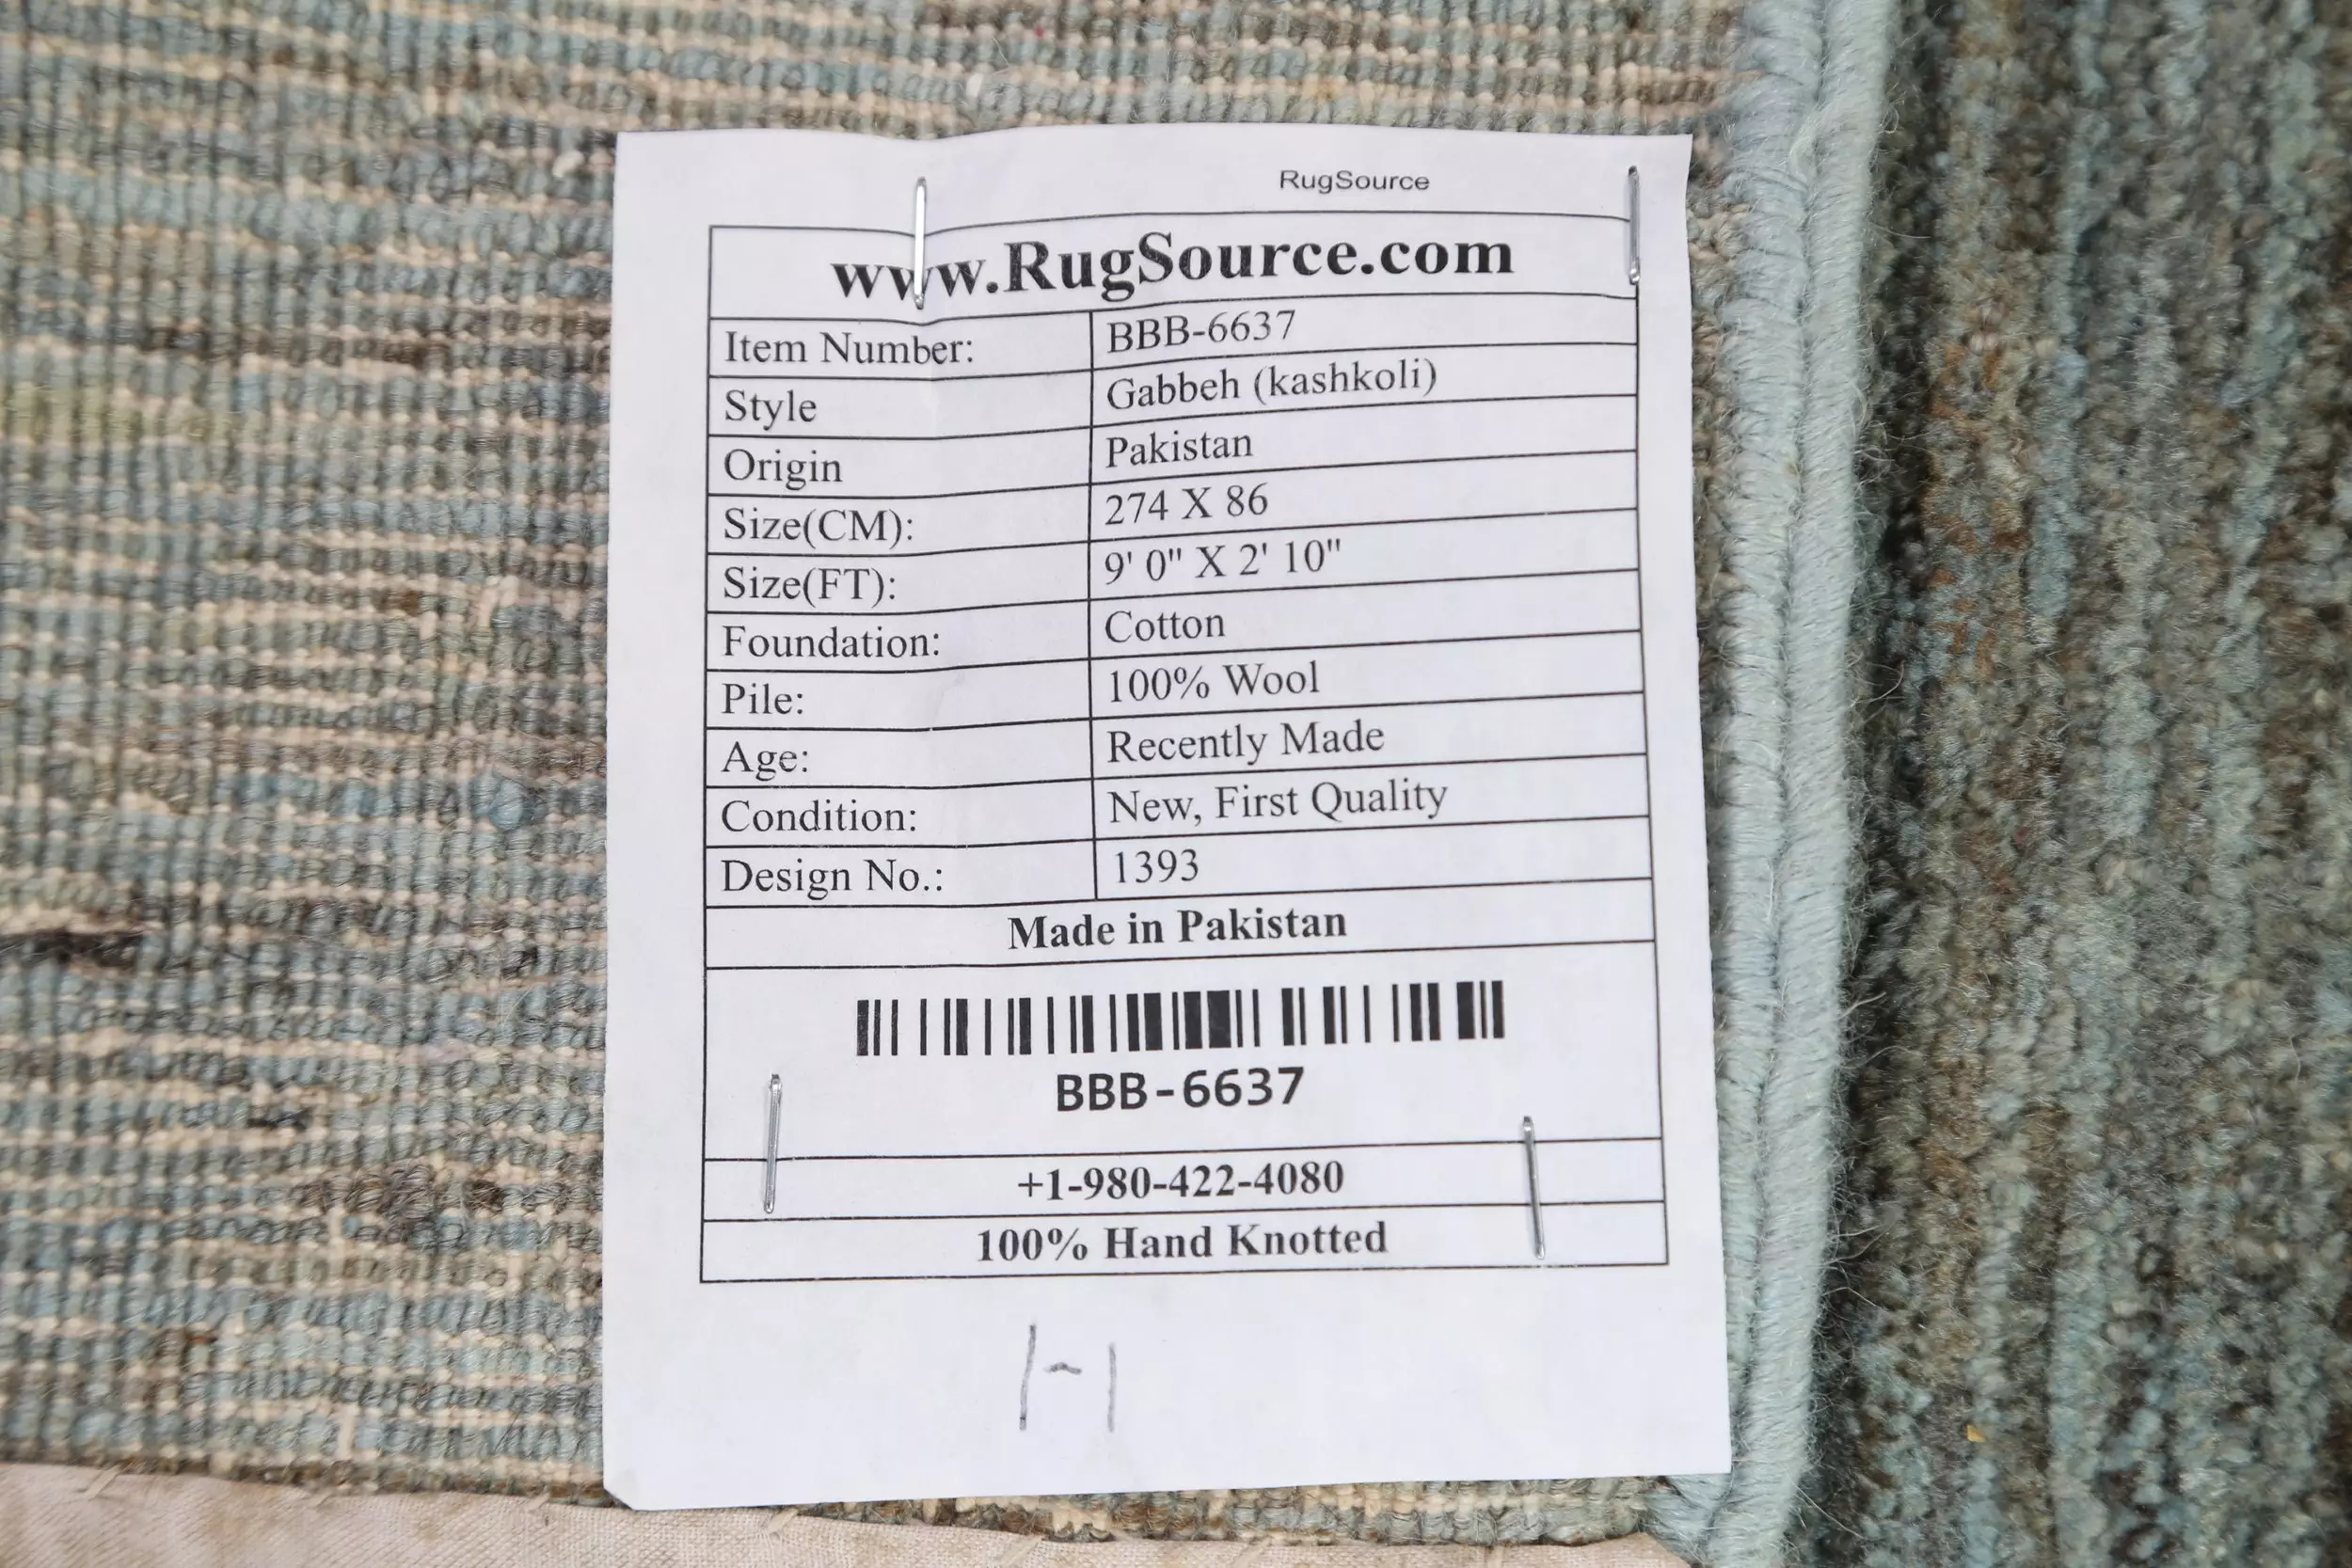 RugSource
www.RugSource.com
Item Number: BBB-6637
Style Gabbeh (kashkoli)
Origin Pakistan
Size(CM): 274 X 86
Size(FT): 9' 0" X 2' 10"
Foundation: Cotton
Pile: 100% Wool
Age: Recently Made
Condition: New, First Quality
Design No.: 1393
Made in Pakistan
BBB-6637
+1-980-422-4080
100% Hand Knotted
1-1